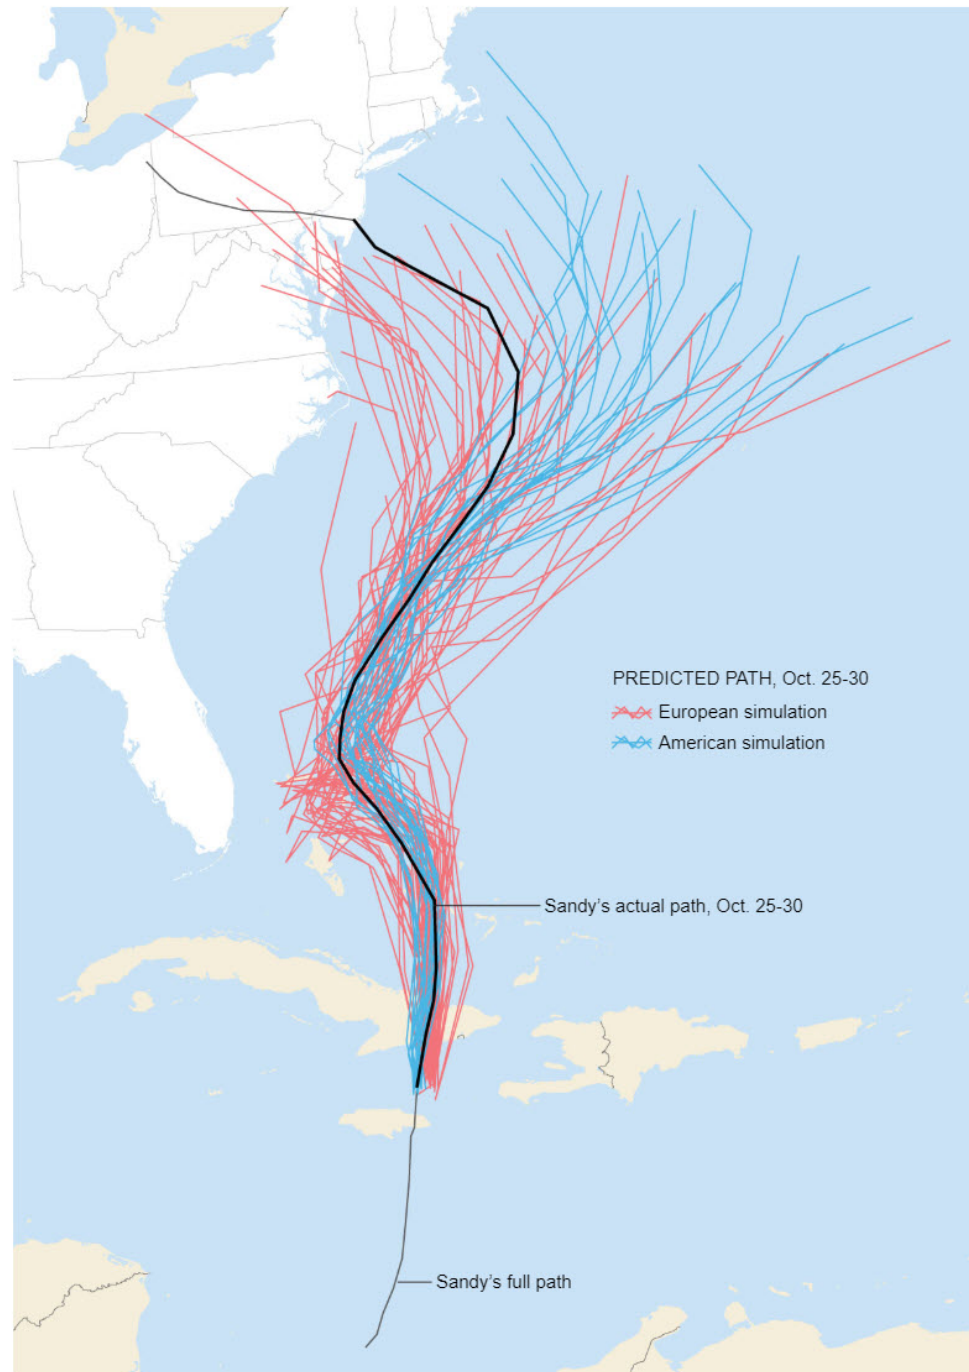 PREDICTED PATH, Oct. 25-30
European simulation
American simulation
Sandy’s actual path, Oct. 25-30
Sandy’s full path